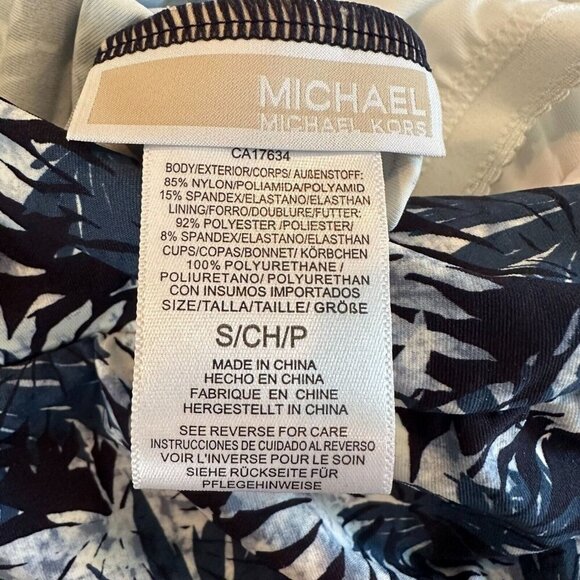 MICHAEL
MICHAEL KORS
CA17634
BODY/EXTERIOR/CORPS/ AUßENSTOFF:
85% NYLON/POLIAMIDA/POLYAMID
15% SPANDEX/ELASTANO/ELASTHAN
LINING/FORRO/DOUBLURE/FUTTER:
92% POLYESTER /POLIESTER/
8% SPANDEX/ELASTANO/ELASTHAN
CUPS/COPAS/BONNET/ KÖRBCHEN
100% POLYURETHANE /
POLIURETANO/ POLYURETHAN
CON INSUMOS IMPORTADOS
SIZE/TALLA/TAILLE/ GRÖßE
S/CH/P
MADE IN CHINA
HECHO EN CHINA
FABRIQUE EN CHINE
HERGESTELLT IN CHINA
SEE REVERSE FOR CARE
INSTRUCCIONES DE CUIDADO AL REVERSO
VOIR L'INVERSE POUR LE SOIN
SIEHE RÜCKSEITE FÜR
PFLEGEHINWEISE